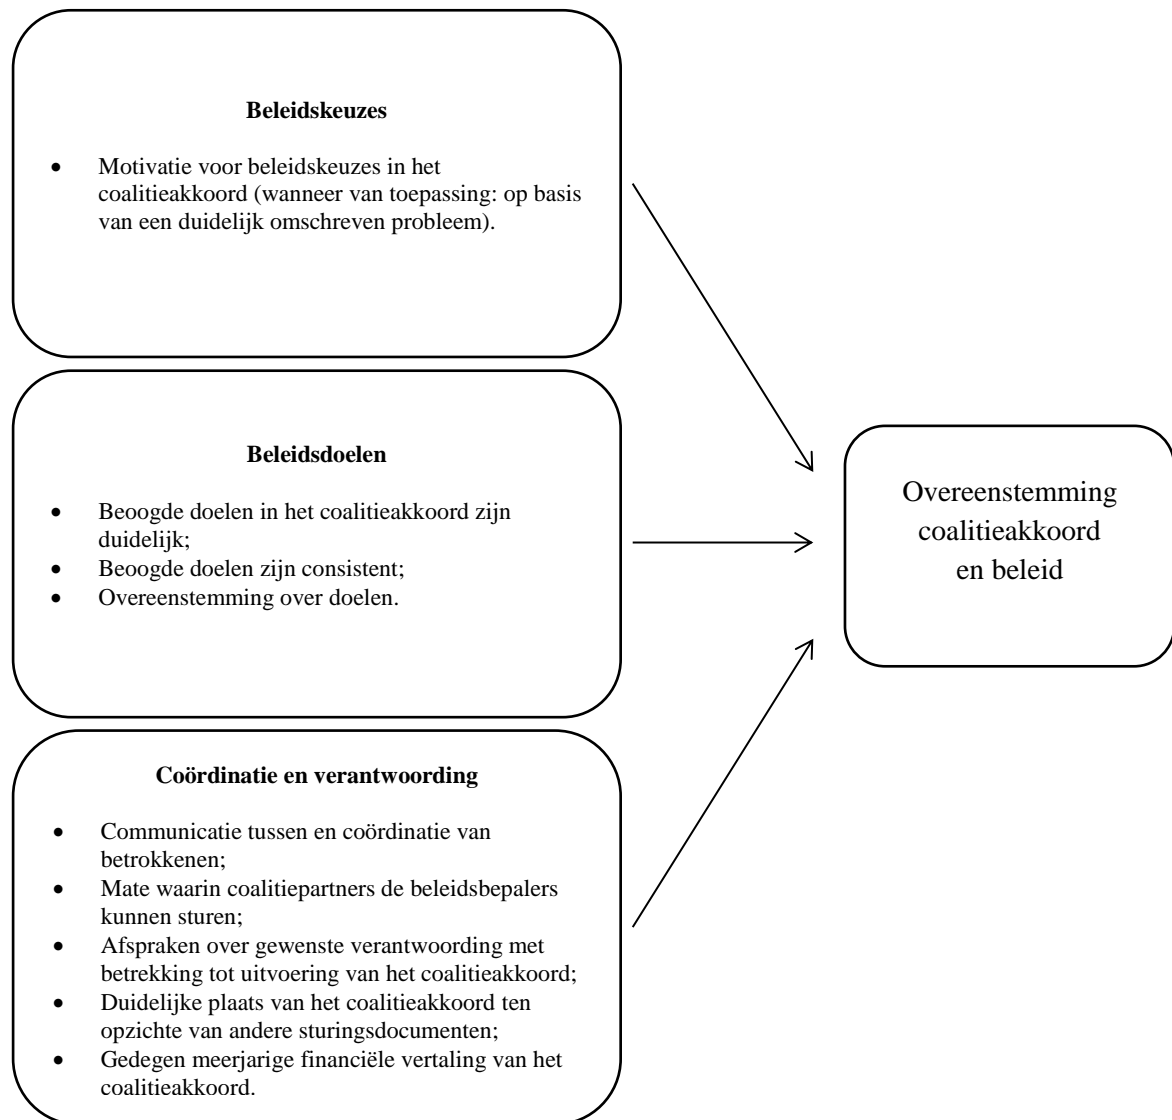 Beleidskeuzes
• Motivatie voor beleidskeuzes in het
coalitieakkoord (wanneer van toepassing: op basis
van een duidelijk omschreven probleem).
Beleidsdoelen
• Beoogde doelen in het coalitieakkoord zijn
duidelijk;
• Beoogde doelen zijn consistent;
• Overeenstemming over doelen.
Overeenstemming
coalitieakkoord
en beleid
Coördinatie en verantwoording
• Communicatie tussen en coördinatie van
betrokkenen;
• Mate waarin coalitiepartners de beleidsbepalers
kunnen sturen;
• Afspraken over gewenste verantwoording met
betrekking tot uitvoering van het coalitieakkoord;
• Duidelijke plaats van het coalitieakkoord ten
opzichte van andere sturingsdocumenten;
• Gedegen meerjarige financiële vertaling van het
coalitieakkoord.